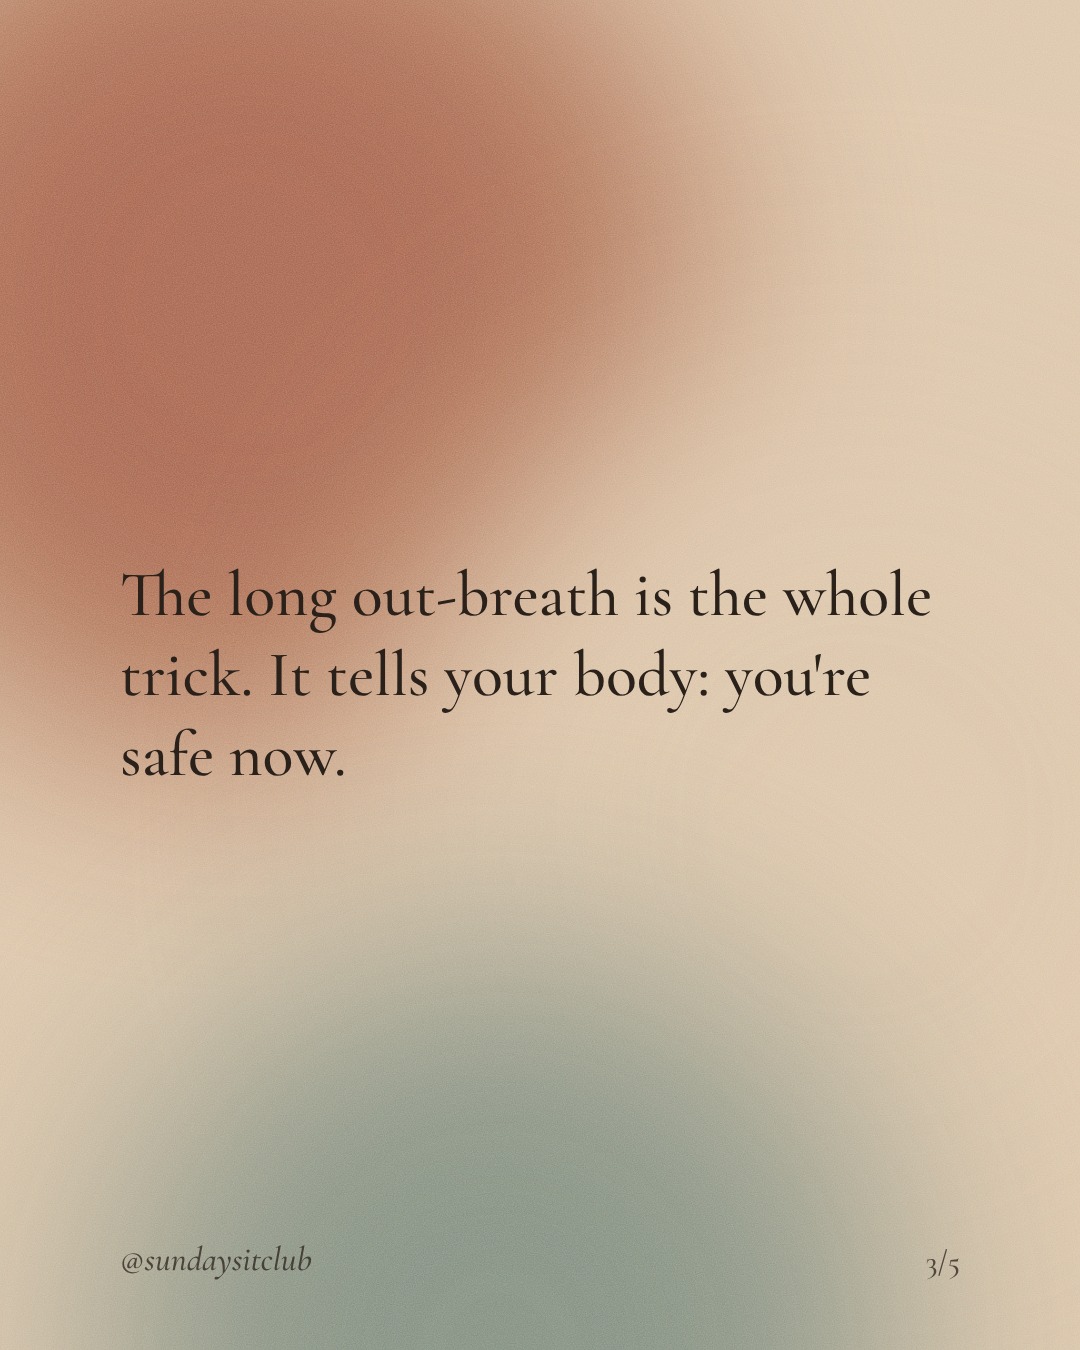 The long out-breath is the whole
trick. It tells your body: you're
safe now.
@sundaysitclub
3/5